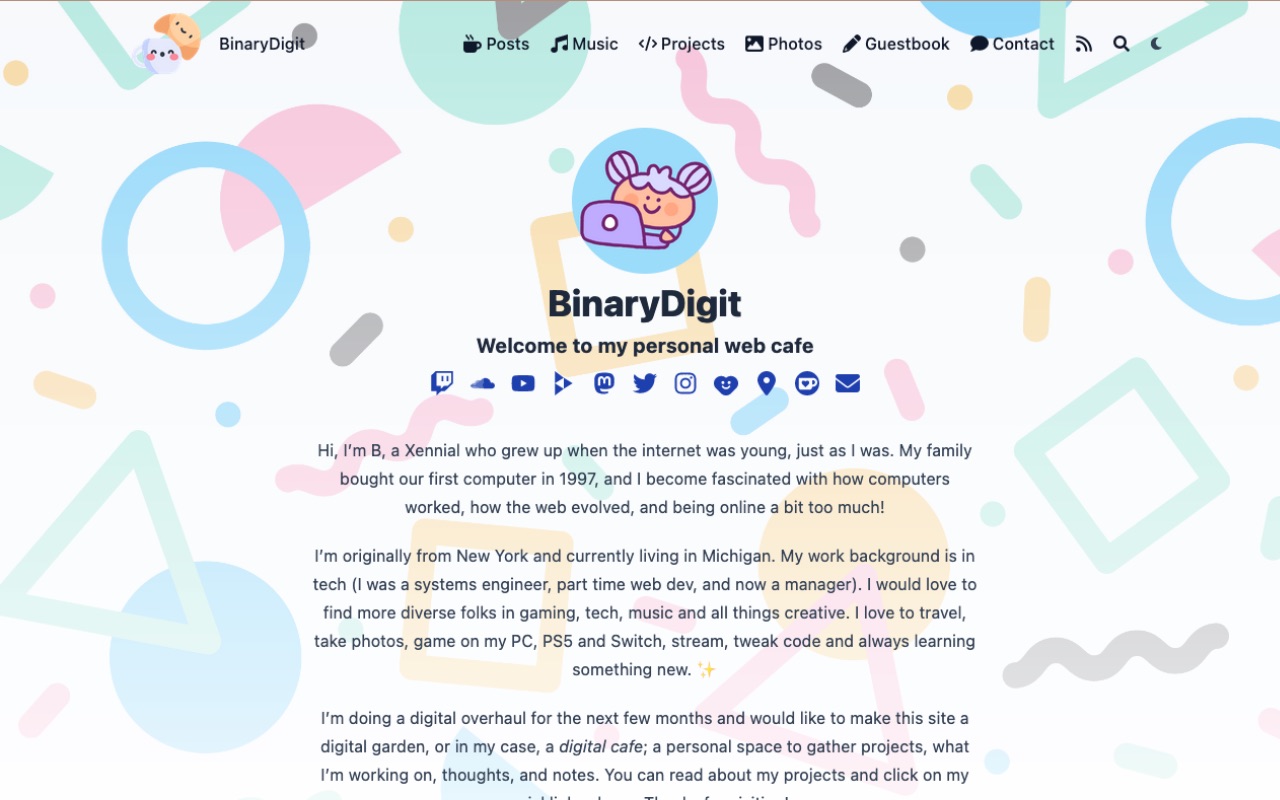 BinaryDigit
Posts
Music
Projects
Photos
Guestbook
Contact
BinaryDigit
Welcome to my personal web cafe
Hi, I’m B, a Xennial who grew up when the internet was young, just as I was. My family
bought our first computer in 1997, and I become fascinated with how computers
worked, how the web evolved, and being online a bit too much!
I’m originally from New York and currently living in Michigan. My work background is in
tech (I was a systems engineer, part time web dev, and now a manager). I would love to
find more diverse folks in gaming, tech, music and all things creative. I love to travel,
take photos, game on my PC, PS5 and Switch, stream, tweak code and always learning
something new. ✨
I’m doing a digital overhaul for the next few months and would like to make this site a
digital garden, or in my case, a digital cafe; a personal space to gather projects, what
I’m working on, thoughts, and notes. You can read about my projects and click on my